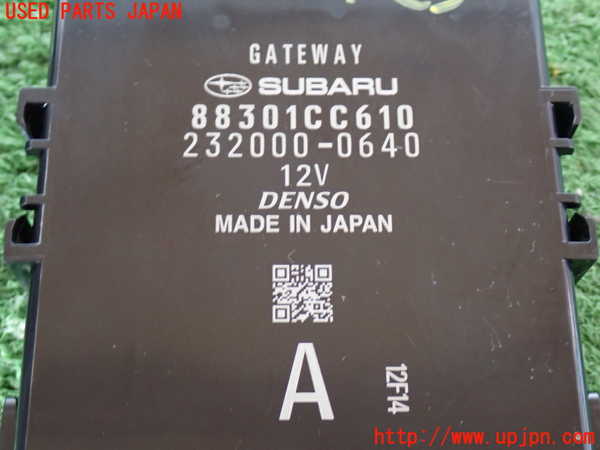 USED PARTS JAPAN
GATEWAY
SUBARU
88301CC610
232000-0640
12V
DENSO
MADE IN JAPAN
A
12F14
http://www.upjpn.com/